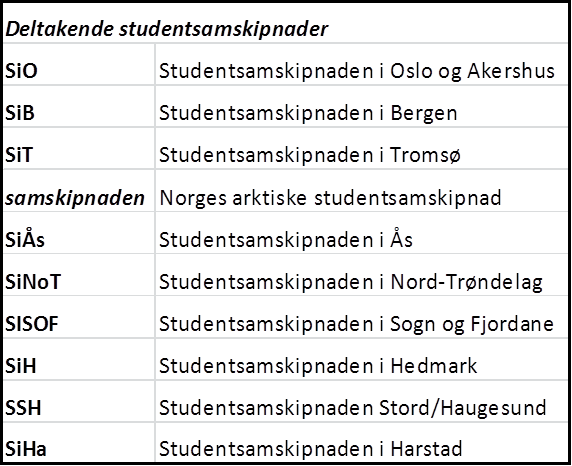 Deltakende studentsamskipnader
SiO Studentsamskipnaden i Oslo og Akershus
SiB Studentsamskipnaden i Bergen
SiT Studentsamskipnaden i Tromsø
samskipnaden Norges arktiske studentsamskipnad
SiÅs Studentsamskipnaden i Ås
SiNoT Studentsamskipnaden i Nord-Trøndelag
SISOF Studentsamskipnaden i Sogn og Fjordane
SiH Studentsamskipnaden i Hedmark
SSH Studentsamskipnaden Stord/Haugesund
SiHa Studentsamskipnaden i Harstad